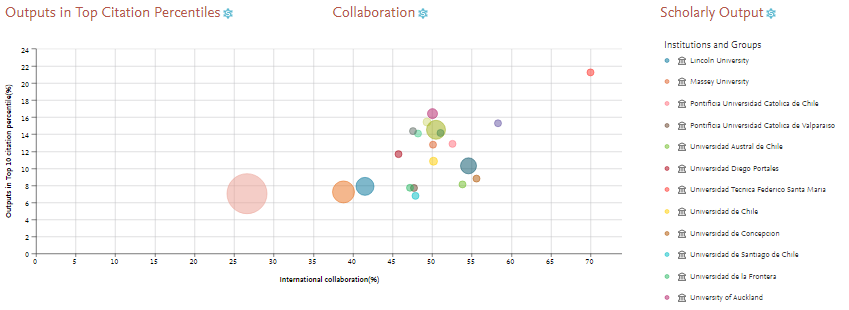 Outputs in Top Citation Percentiles
Collaboration
Scholarly Output
Outputs in Top 10 citation percentile(%)
24
22
20
18
16
14
12
10
8
6
4
2
0
0
5
10
15
20
25
30
35
40
45
50
55
60
65
70
International collaboration(%)
Institutions and Groups
Lincoln University
Massey University
Pontificia Universidad Catolica de Chile
Pontificia Universidad Catolica de Valparaiso
Universidad Austral de Chile
Universidad Diego Portales
Universidad Tecnica Federico Santa Maria
Universidad de Chile
Universidad de Concepcion
Universidad de Santiago de Chile
Universidad de la Frontera
University of Auckland